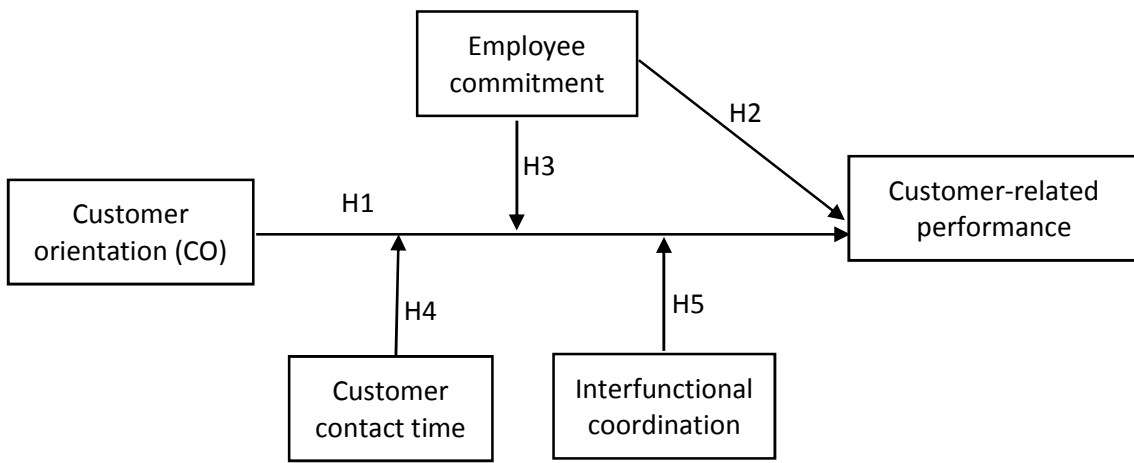 Employee
commitment
H2
H3
Customer-related
performance
Customer
orientation (CO)
H1
H4
H5
Customer
contact time
Interfunctional
coordination